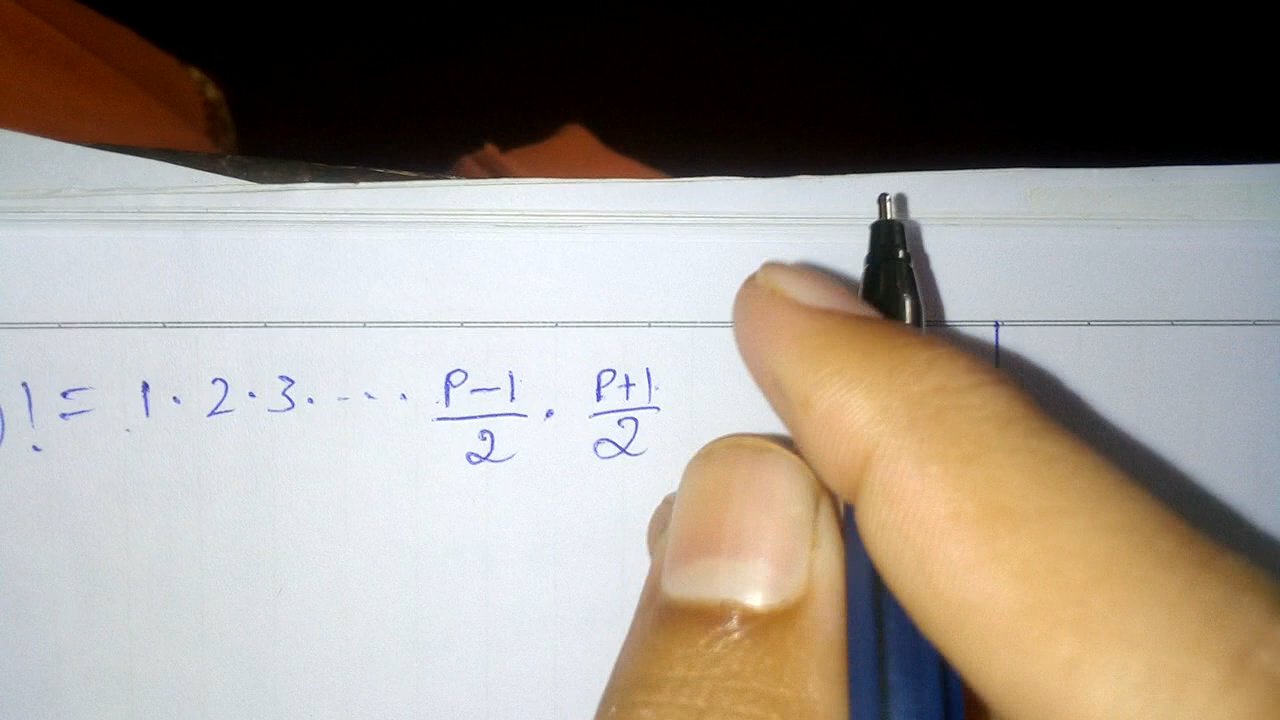 )! = 1 · 2 · 3 · - - · · (P-1)/2 · (P+1)/2